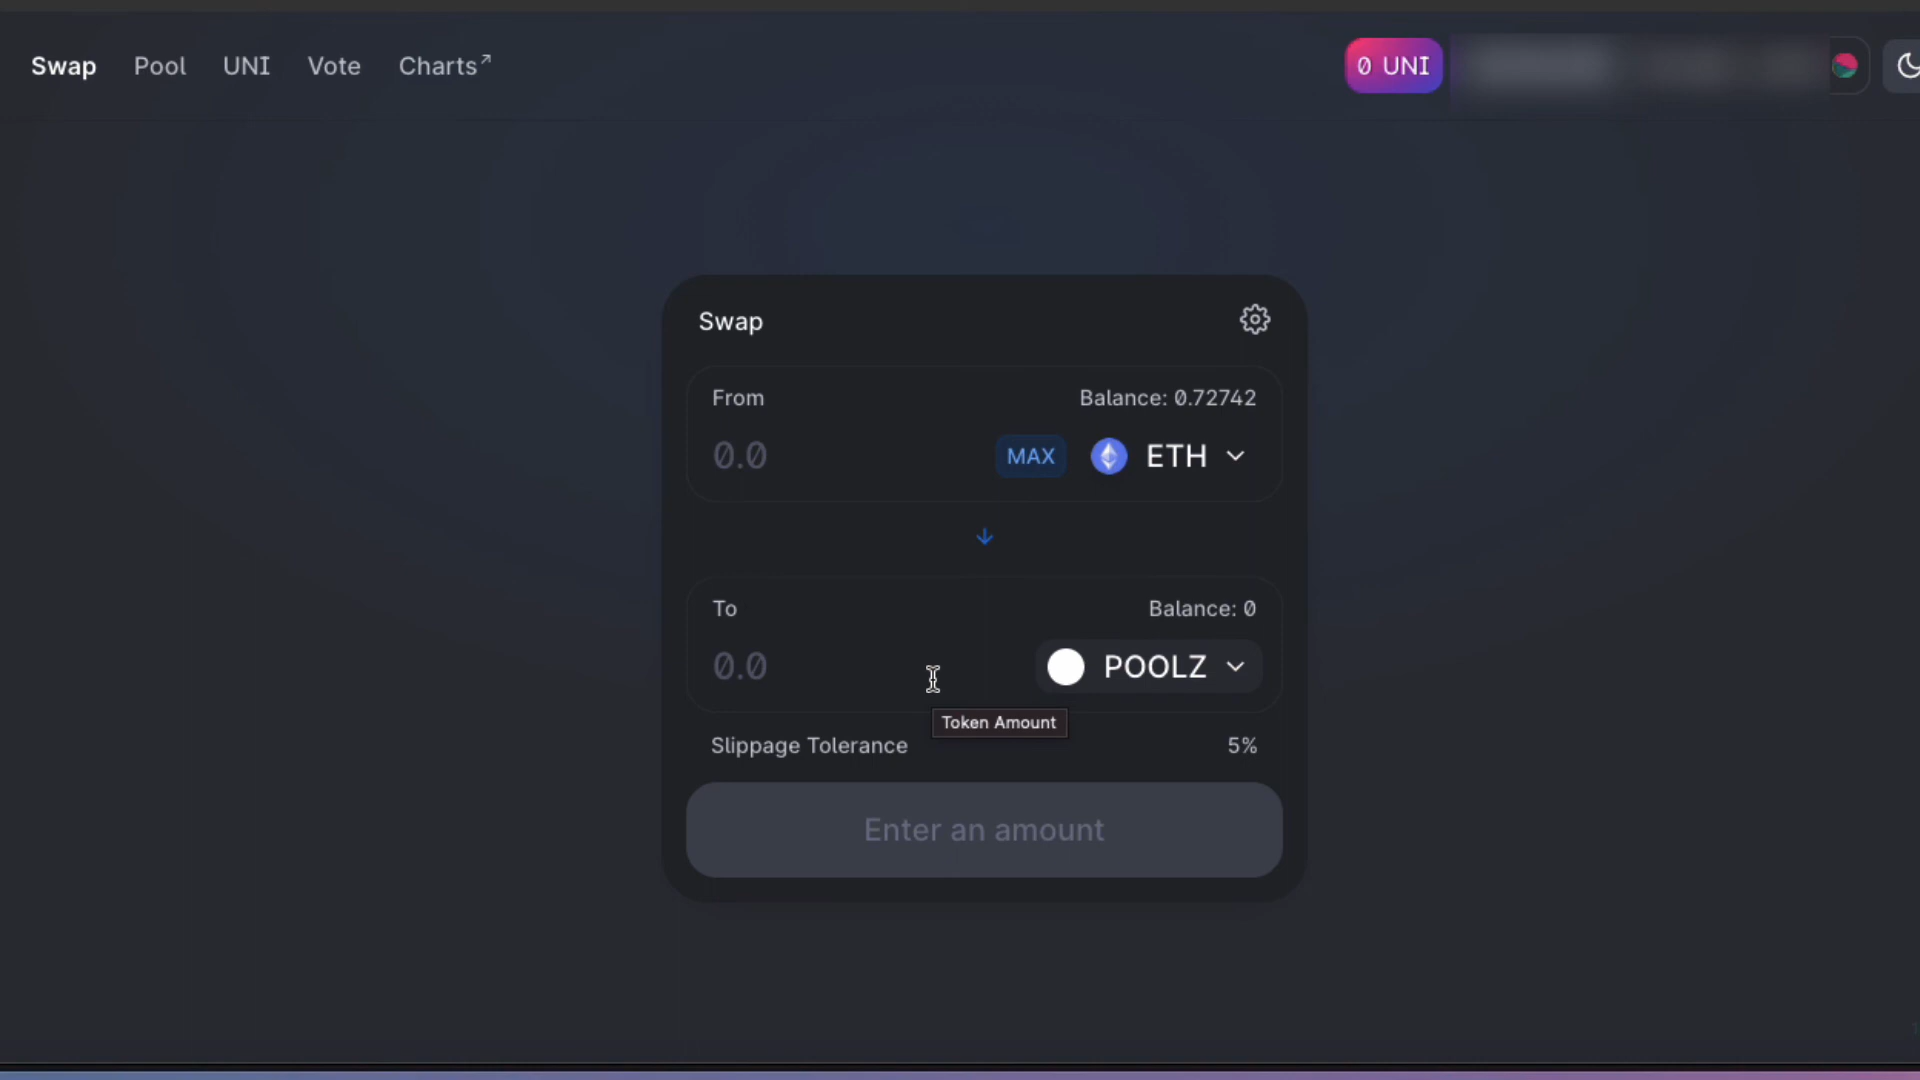 Swap Pool UNI Vote Charts↗ 0 UNI
Swap
From Balance: 0.72742
0.0 MAX ETH
To Balance: 0
0.0 POOLZ
Token Amount
Slippage Tolerance 5%
Enter an amount